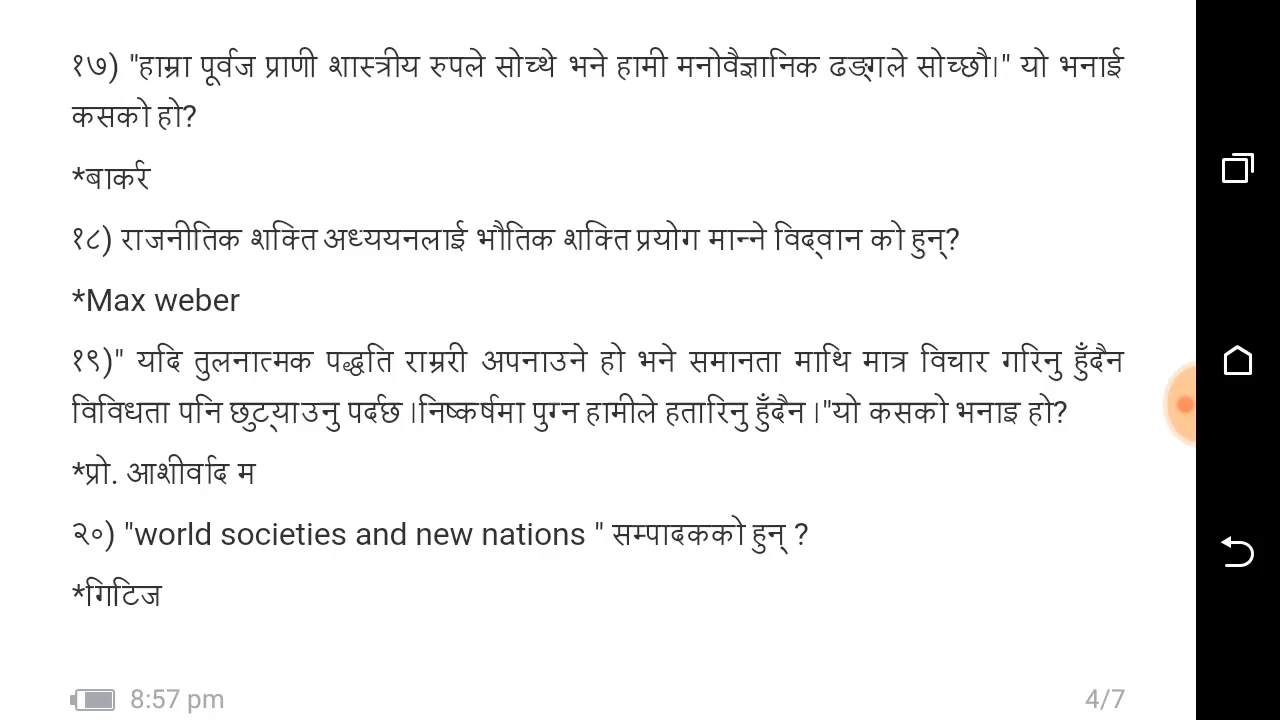 १७) "हाम्रा पूर्वज प्राणी शास्त्रीय रुपले सोच्थे भने हामी मनोवैज्ञानिक ढङ्गले सोच्छौ।" यो भनाई
कसको हो?
*बार्कर
१८) राजनीतिक शक्ति अध्ययनलाई भौतिक शक्ति प्रयोग मान्ने विद्वान को हुन्?
*Max weber
१९)" यदि तुलनात्मक पद्धति राम्ररी अपनाउने हो भने समानता माथि मात्र विचार गरिनु हुँदैन
विविधता पनि छुट्याउनु पर्दछ ।निष्कर्षमा पुग्न हामीले हतारिनु हुँदैन ।"यो कसको भनाइ हो?
*प्रो. आशीर्वाद म
२०) "world societies and new nations " सम्पादकको हुन् ?
*गिटिज
8:57 pm
4/7